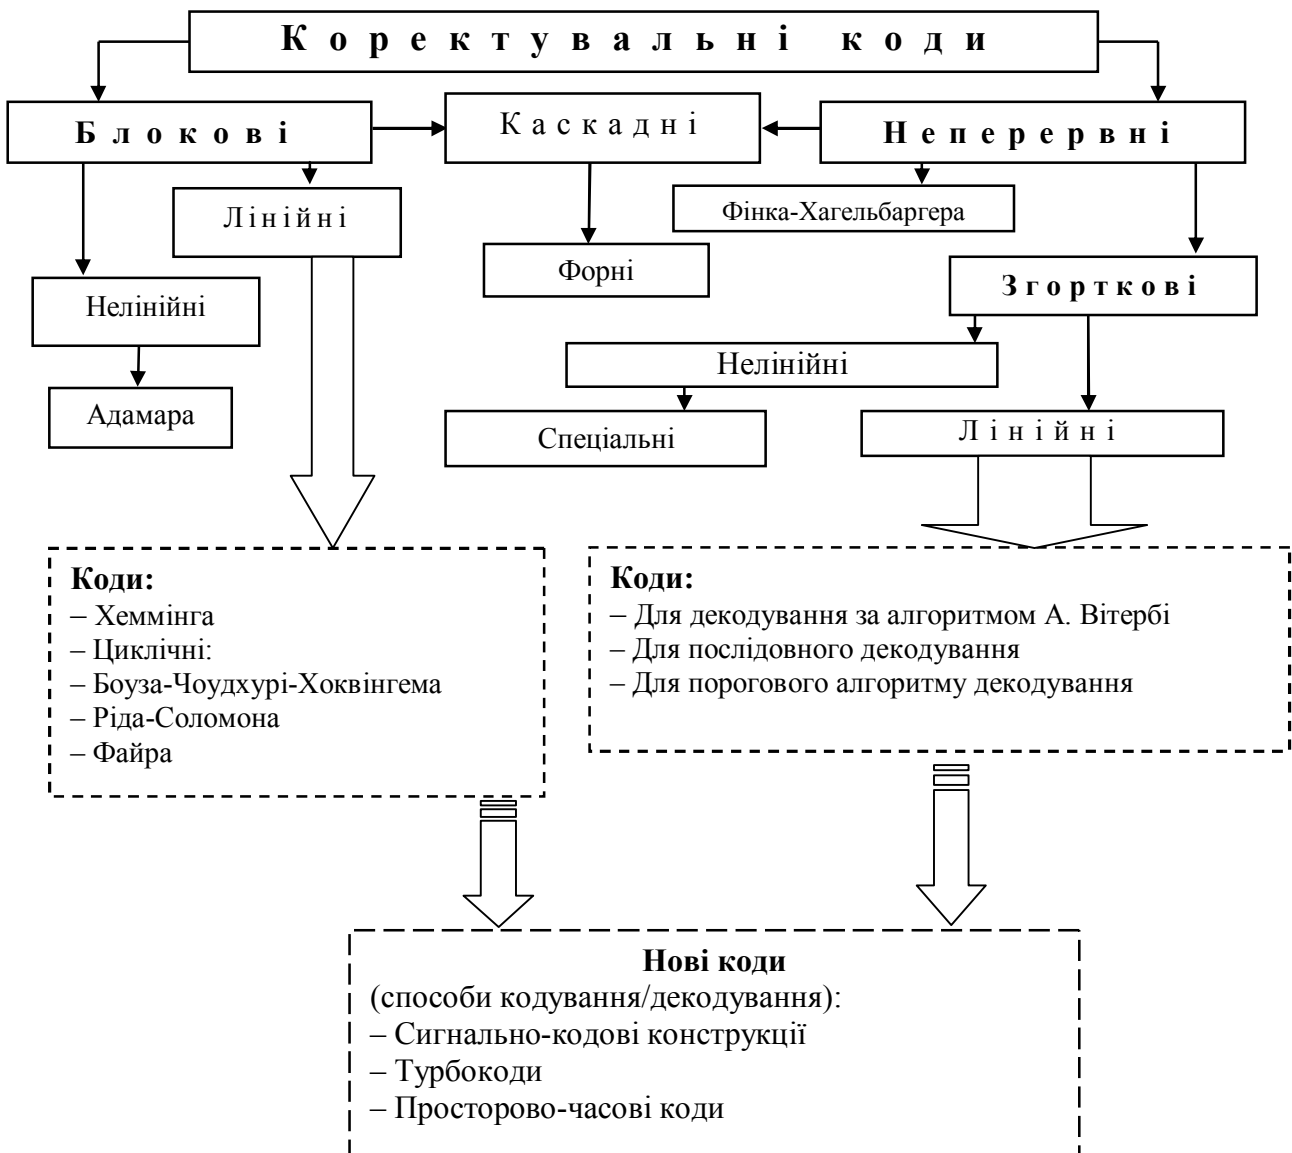 Коректувальні коди
Блокові
Каскадні
Неперервні
Лінійні
Фінка-Хагельбаргера
Форні
Згорткові
Нелінійні
Нелінійні
Адамара
Спеціальні
Лінійні
Коди:
– Хеммінга
– Циклічні:
– Боуза-Чоудхурі-Хоквінгема
– Ріда-Соломона
– Файра
Коди:
– Для декодування за алгоритмом А. Вітербі
– Для послідовного декодування
– Для порогового алгоритму декодування
Нові коди
(способи кодування/декодування):
– Сигнально-кодові конструкції
– Турбокоди
– Просторово-часові коди